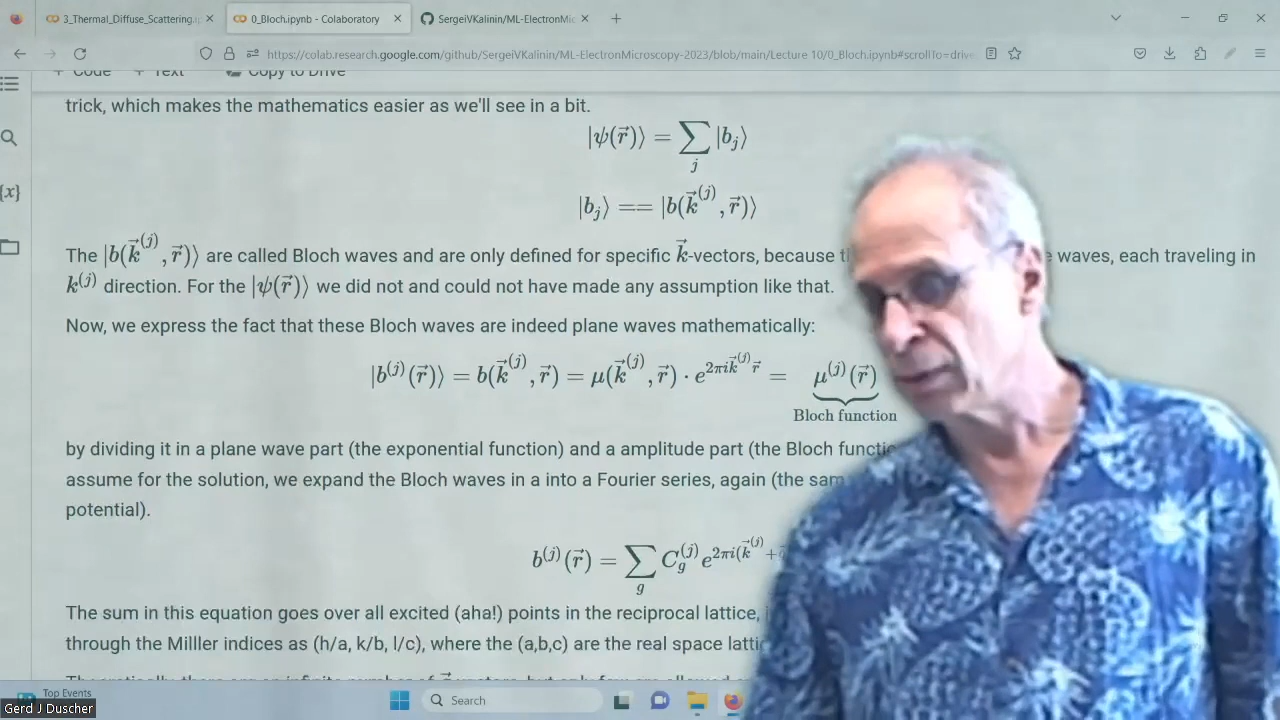 3_Thermal_Diffuse_Scattering.i
0_Bloch.ipynb - Colaboratory
SergeiVKalinin/ML-ElectronMic
https://colab.research.google.com/github/SergeiVKalinin/ML-ElectronMicroscopy-2023/blob/main/Lecture 10/0_Bloch.ipynb#scrollTo=drive
+ Code + Text Copy to Drive
trick, which makes the mathematics easier as we'll see in a bit.
|ψ(r⃗)⟩ = ∑_j |b_j⟩
|b_j⟩ == |b(k⃗^(j), r⃗)⟩
{x}
The |b(k⃗^(j), r⃗)⟩ are called Bloch waves and are only defined for specific k⃗-vectors, because waves, each traveling in
k^(j) direction. For the |ψ(r⃗)⟩ we did not and could not have made any assumption like that.
Now, we express the fact that these Bloch waves are indeed plane waves mathematically:
|b^(j)(r⃗)⟩ = b(k⃗^(j), r⃗) = μ(k⃗^(j), r⃗) · e^{2πi k⃗^(j) r⃗} = μ^(j)(r⃗)
Bloch function
by dividing it in a plane wave part (the exponential function) and a amplitude part (the Bloch functio
assume for the solution, we expand the Bloch waves in a into a Fourier series, again (the sam
potential).
b^(j)(r⃗) = ∑_g C_g^(j) e^{2πi(k⃗^(j)+
The sum in this equation goes over all excited (aha!) points in the reciprocal lattice,
through the Milller indices as (h/a, k/b, l/c), where the (a,b,c) are the real space lattic
Top Events
Search
Gerd J Duscher